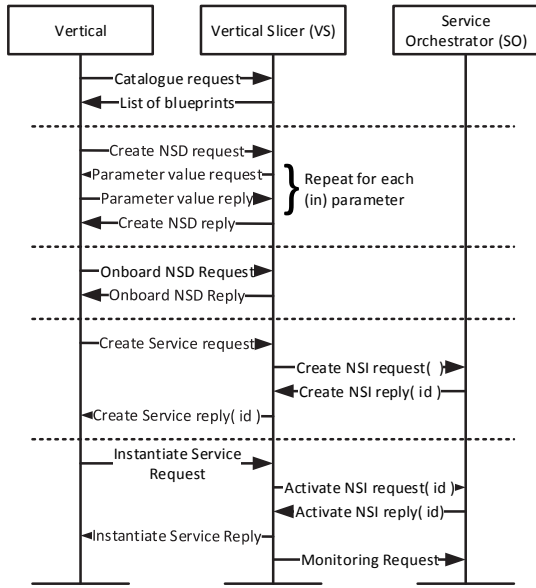 Vertical
Vertical Slicer (VS)
Service
Orchestrator (SO)
Catalogue request
List of blueprints
Create NSD request
Parameter value request
Parameter value reply
Create NSD reply
Repeat for each
(in) parameter
Onboard NSD Request
Onboard NSD Reply
Create Service request
Create NSI request( )
Create NSI reply( id )
Create Service reply( id )
Instantiate Service
Request
Activate NSI request( id )
Activate NSI reply( id)
Instantiate Service Reply
Monitoring Request